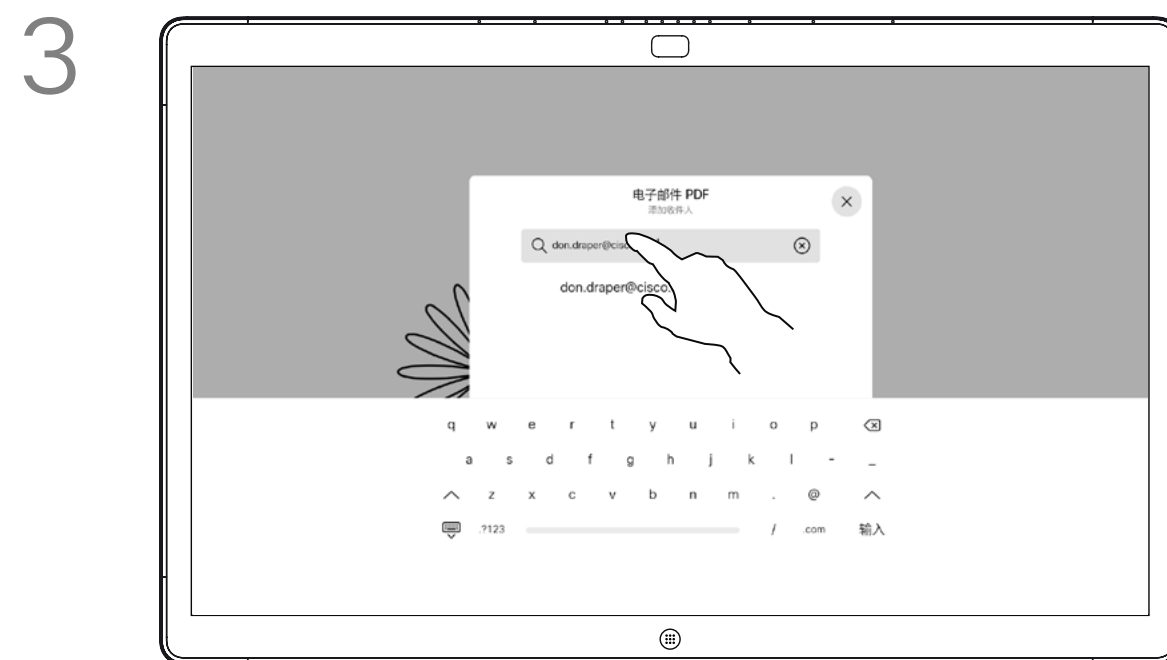 3
电子邮件 PDF
添加收件人
don.draper@cisc
don.draper@cisco.
q w e r t y u i o p
a s d f g h j k l - _
z x c v b n m . @
.?123 / .com 输入